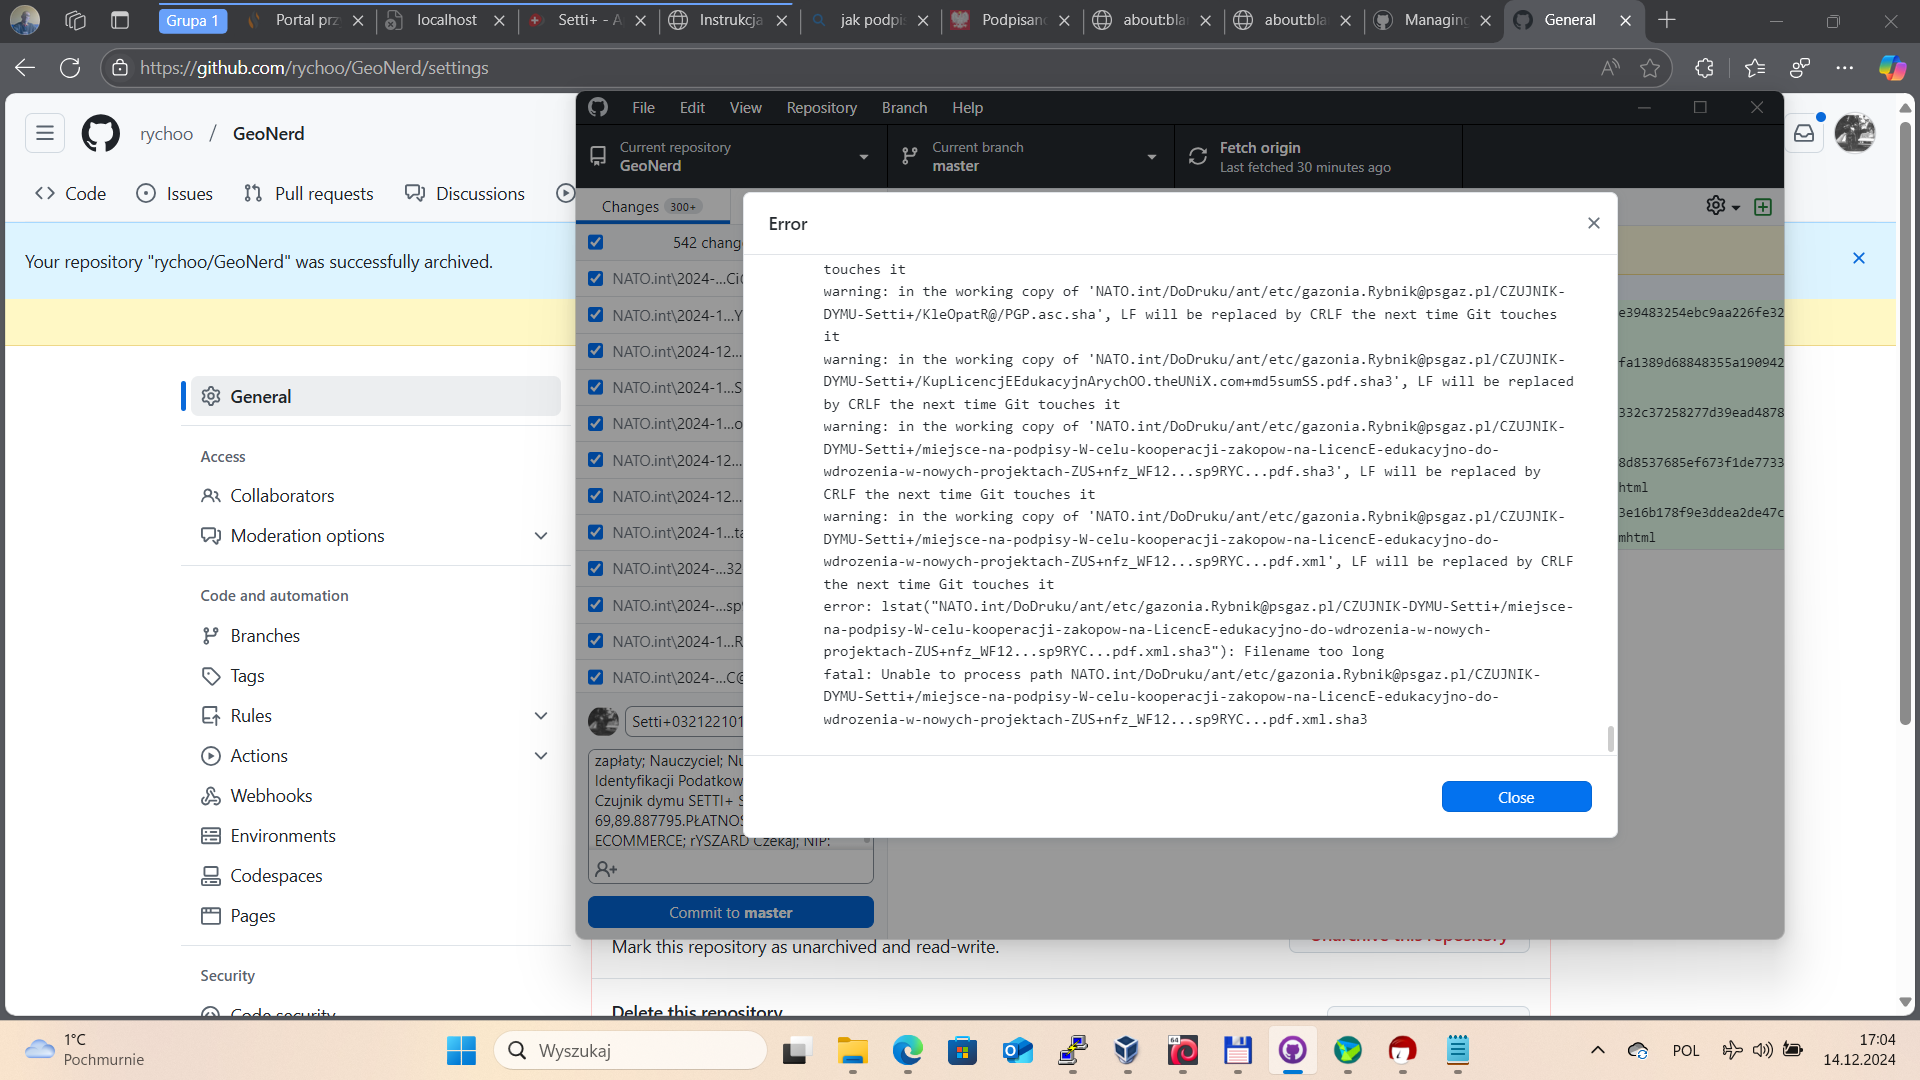 Grupa 1
Portal prz
localhost
Setti+ - A
Instrukcja
jak podpis
Podpisan
about:bla
about:bla
Managing
General
https://github.com/rychoo/GeoNerd/settings
rychoo / GeoNerd
Code
Issues
Pull requests
Discussions
Your repository "rychoo/GeoNerd" was successfully archived.
General
Access
Collaborators
Moderation options
Code and automation
Branches
Tags
Rules
Actions
Webhooks
Environments
Codespaces
Pages
Security
Code security
File
Edit
View
Repository
Branch
Help
Current repository
GeoNerd
Current branch
master
Fetch origin
Last fetched 30 minutes ago
Changes 300+
542 chang
NATO.int\2024-...Ci
NATO.int\2024-1...Y
NATO.int\2024-12...
NATO.int\2024-1...S
NATO.int\2024-1...o
NATO.int\2024-12...
NATO.int\2024-12...
NATO.int\2024-1...ta
NATO.int\2024-...32
NATO.int\2024-...sp
NATO.int\2024-1...R
NATO.int\2024-...C@
Setti+032122101
zapłaty; Nauczyciel; Nu
Identyfikacji Podatkow
Czujnik dymu SETTI+ S
69,89.887795.PŁATNOS
ECOMMERCE; rYSZARD Czekaj; NIP:
Commit to master
Error
touches it
warning: in the working copy of 'NATO.int/DoDruku/ant/etc/gazonia.Rybnik@psgaz.pl/CZUJNIK-
DYMU-Setti+/KleOpatR@/PGP.asc.sha', LF will be replaced by CRLF the next time Git touches
it
warning: in the working copy of 'NATO.int/DoDruku/ant/etc/gazonia.Rybnik@psgaz.pl/CZUJNIK-
DYMU-Setti+/KupLicencjEEdukacyjnArychOO.theUNiX.com+md5sumSS.pdf.sha3', LF will be replaced
by CRLF the next time Git touches it
warning: in the working copy of 'NATO.int/DoDruku/ant/etc/gazonia.Rybnik@psgaz.pl/CZUJNIK-
DYMU-Setti+/miejsce-na-podpisy-W-celu-kooperacji-zakopow-na-LicencE-edukacyjno-do-
wdrozenia-w-nowych-projektach-ZUS+nfz_WF12...sp9RYC...pdf.sha3', LF will be replaced by
CRLF the next time Git touches it
warning: in the working copy of 'NATO.int/DoDruku/ant/etc/gazonia.Rybnik@psgaz.pl/CZUJNIK-
DYMU-Setti+/miejsce-na-podpisy-W-celu-kooperacji-zakopow-na-LicencE-edukacyjno-do-
wdrozenia-w-nowych-projektach-ZUS+nfz_WF12...sp9RYC...pdf.xml', LF will be replaced by CRLF
the next time Git touches it
error: lstat("NATO.int/DoDruku/ant/etc/gazonia.Rybnik@psgaz.pl/CZUJNIK-DYMU-Setti+/miejsce-
na-podpisy-W-celu-kooperacji-zakopow-na-LicencE-edukacyjno-do-wdrozenia-w-nowych-
projektach-ZUS+nfz_WF12...sp9RYC...pdf.xml.sha3"): Filename too long
fatal: Unable to process path NATO.int/DoDruku/ant/etc/gazonia.Rybnik@psgaz.pl/CZUJNIK-
DYMU-Setti+/miejsce-na-podpisy-W-celu-kooperacji-zakopow-na-LicencE-edukacyjno-do-
wdrozenia-w-nowych-projektach-ZUS+nfz_WF12...sp9RYC...pdf.xml.sha3
Close
e39483254ebc9aa226fe32
fa1389d68848355a190942
332c37258277d39ead4878
8d8537685ef673f1de7733
html
3e16b178f9e3ddea2de47c
mhtml
Unarchive this repository
Mark this repository as unarchived and read-write.
Delete this repository
1°C
Pochmurnie
Wyszukaj
64
POL
17:04
14.12.2024